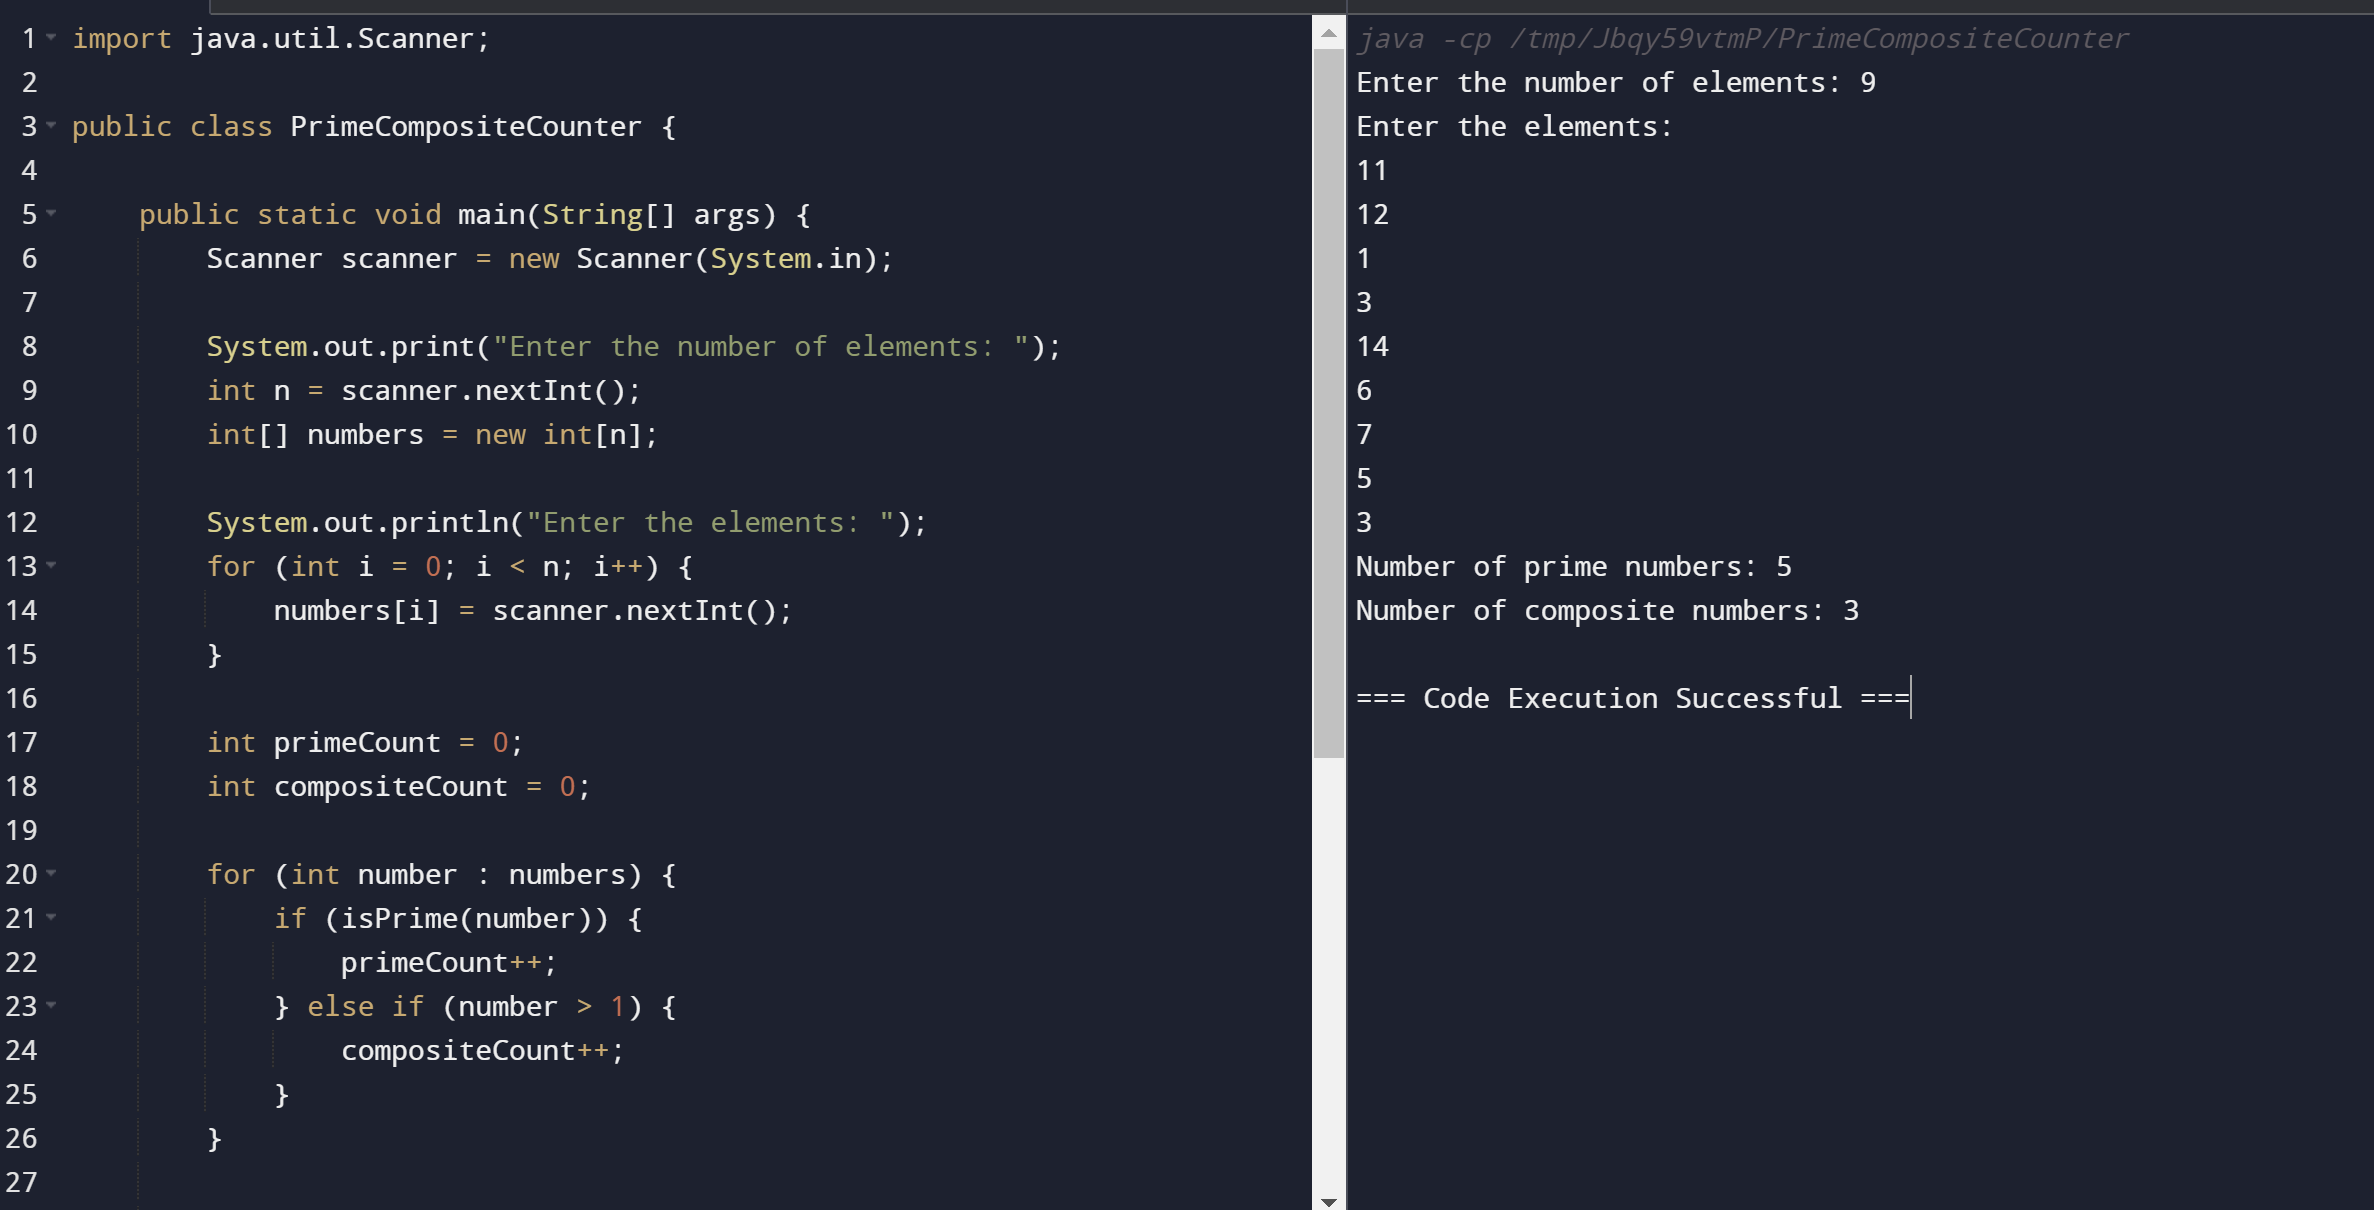 1 import java.util.Scanner;
2
3 public class PrimeCompositeCounter {
4
5     public static void main(String[] args) {
6         Scanner scanner = new Scanner(System.in);
7
8         System.out.print("Enter the number of elements: ");
9         int n = scanner.nextInt();
10         int[] numbers = new int[n];
11
12         System.out.println("Enter the elements: ");
13         for (int i = 0; i < n; i++) {
14             numbers[i] = scanner.nextInt();
15         }
16
17         int primeCount = 0;
18         int compositeCount = 0;
19
20         for (int number : numbers) {
21             if (isPrime(number)) {
22                 primeCount++;
23             } else if (number > 1) {
24                 compositeCount++;
25             }
26         }
27
java -cp /tmp/Jbqy59vtmP/PrimeCompositeCounter
Enter the number of elements: 9
Enter the elements:
11
12
1
3
14
6
7
5
3
Number of prime numbers: 5
Number of composite numbers: 3
=== Code Execution Successful ===